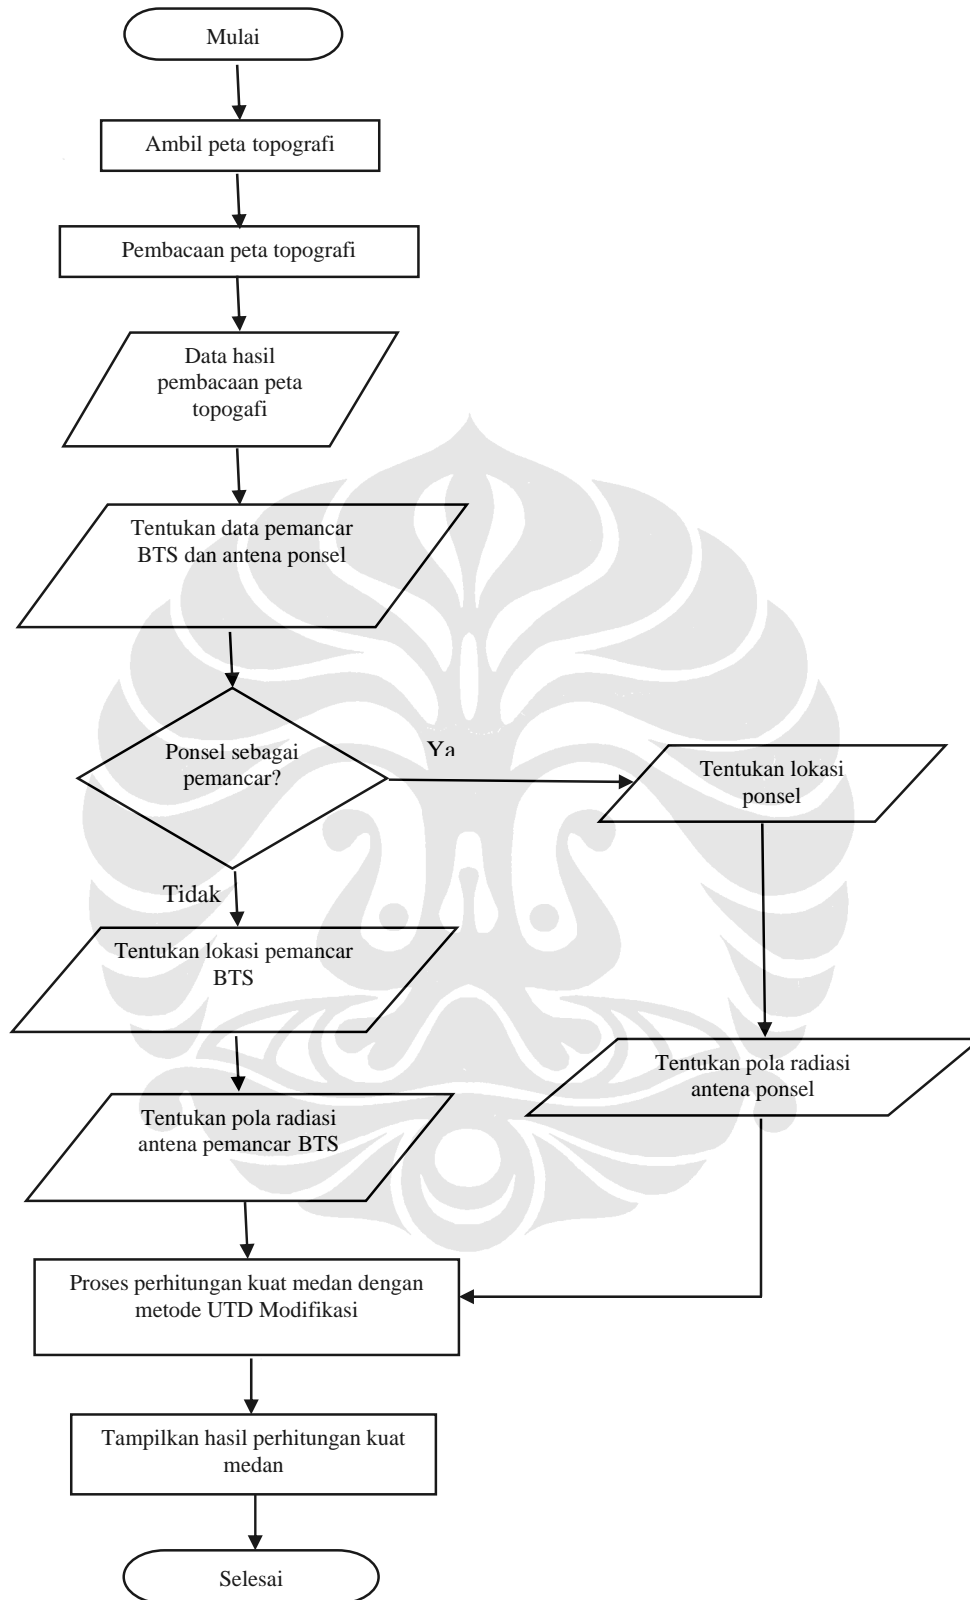 Mulai
Ambil peta topografi
Pembacaan peta topografi
Data hasil
pembacaan peta
topogafi
Tentukan data pemancar
BTS dan antena ponsel
Ponsel sebagai
pemancar?
Ya
Tentukan lokasi
ponsel
Tidak
Tentukan lokasi pemancar
BTS
Tentukan pola radiasi
antena ponsel
Tentukan pola radiasi
antena pemancar BTS
Proses perhitungan kuat medan dengan
metode UTD Modifikasi
Tampilkan hasil perhitungan kuat
medan
Selesai